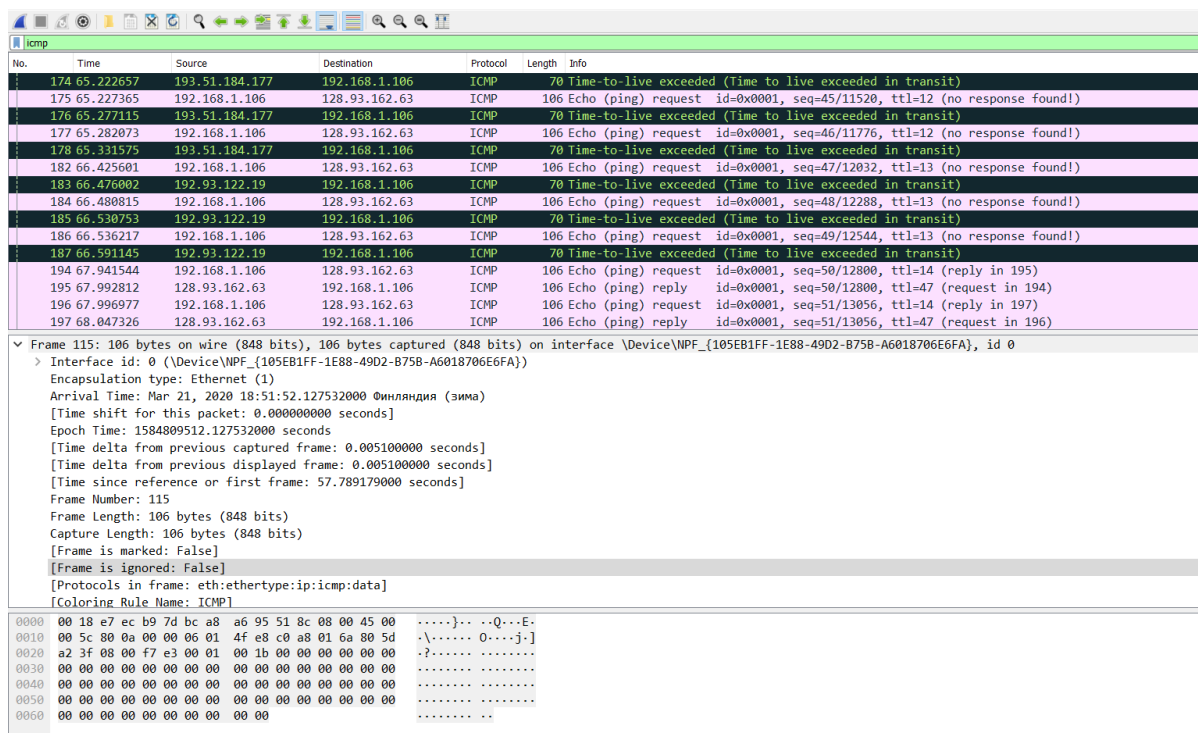 icmp
No. Time Source Destination Protocol Length Info
174 65.222657 193.51.184.177 192.168.1.106 ICMP 70 Time-to-live exceeded (Time to live exceeded in transit)
175 65.227365 192.168.1.106 128.93.162.63 ICMP 106 Echo (ping) request id=0x0001, seq=45/11520, ttl=12 (no response found!)
176 65.277115 193.51.184.177 192.168.1.106 ICMP 70 Time-to-live exceeded (Time to live exceeded in transit)
177 65.282073 192.168.1.106 128.93.162.63 ICMP 106 Echo (ping) request id=0x0001, seq=46/11776, ttl=12 (no response found!)
178 65.331575 193.51.184.177 192.168.1.106 ICMP 70 Time-to-live exceeded (Time to live exceeded in transit)
182 66.425601 192.168.1.106 128.93.162.63 ICMP 106 Echo (ping) request id=0x0001, seq=47/12032, ttl=13 (no response found!)
183 66.476002 192.93.122.19 192.168.1.106 ICMP 70 Time-to-live exceeded (Time to live exceeded in transit)
184 66.480815 192.168.1.106 128.93.162.63 ICMP 106 Echo (ping) request id=0x0001, seq=48/12288, ttl=13 (no response found!)
185 66.530753 192.93.122.19 192.168.1.106 ICMP 70 Time-to-live exceeded (Time to live exceeded in transit)
186 66.536217 192.168.1.106 128.93.162.63 ICMP 106 Echo (ping) request id=0x0001, seq=49/12544, ttl=13 (no response found!)
187 66.591145 192.93.122.19 192.168.1.106 ICMP 70 Time-to-live exceeded (Time to live exceeded in transit)
194 67.941544 192.168.1.106 128.93.162.63 ICMP 106 Echo (ping) request id=0x0001, seq=50/12800, ttl=14 (reply in 195)
195 67.992812 128.93.162.63 192.168.1.106 ICMP 106 Echo (ping) reply id=0x0001, seq=50/12800, ttl=47 (request in 194)
196 67.996977 192.168.1.106 128.93.162.63 ICMP 106 Echo (ping) request id=0x0001, seq=51/13056, ttl=14 (reply in 197)
197 68.047326 128.93.162.63 192.168.1.106 ICMP 106 Echo (ping) reply id=0x0001, seq=51/13056, ttl=47 (request in 196)
Frame 115: 106 bytes on wire (848 bits), 106 bytes captured (848 bits) on interface \Device\NPF_{105EB1FF-1E88-49D2-B75B-A6018706E6FA}, id 0
Interface id: 0 (\Device\NPF_{105EB1FF-1E88-49D2-B75B-A6018706E6FA})
Encapsulation type: Ethernet (1)
Arrival Time: Mar 21, 2020 18:51:52.127532000 Финляндия (зима)
[Time shift for this packet: 0.000000000 seconds]
Epoch Time: 1584809512.127532000 seconds
[Time delta from previous captured frame: 0.005100000 seconds]
[Time delta from previous displayed frame: 0.005100000 seconds]
[Time since reference or first frame: 57.789179000 seconds]
Frame Number: 115
Frame Length: 106 bytes (848 bits)
Capture Length: 106 bytes (848 bits)
[Frame is marked: False]
[Frame is ignored: False]
[Protocols in frame: eth:ethertype:ip:icmp:data]
[Coloring Rule Name: ICMP]
0000 00 18 e7 ec b9 7d bc a8 a6 95 51 8c 08 00 45 00 ·····}·· ··Q···E·
0010 00 5c 80 0a 00 00 06 01 4f e8 c0 a8 01 6a 80 5d ·\······ O····j·]
0020 a2 3f 08 00 f7 e3 00 01 00 1b 00 00 00 00 00 00 ·?······ ········
0030 00 00 00 00 00 00 00 00 00 00 00 00 00 00 00 00 ········ ········
0040 00 00 00 00 00 00 00 00 00 00 00 00 00 00 00 00 ········ ········
0050 00 00 00 00 00 00 00 00 00 00 00 00 00 00 00 00 ········ ········
0060 00 00 00 00 00 00 00 00 00 00 ········ ··